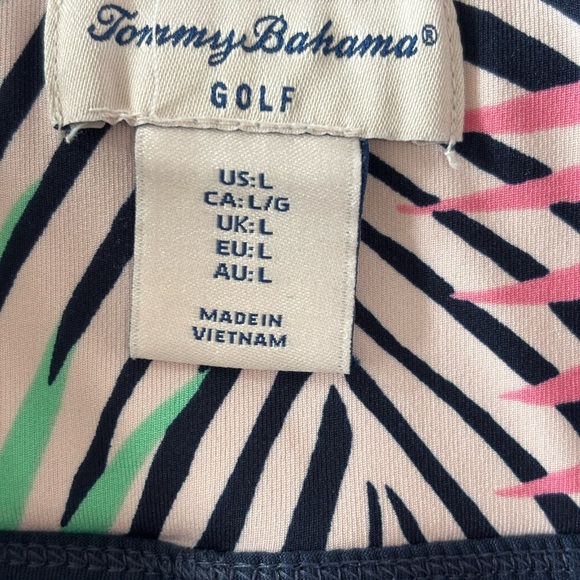 Tommy Bahama®
GOLF
US:L
CA:L/G
UK:L
EU:L
AU:L
MADE IN
VIETNAM